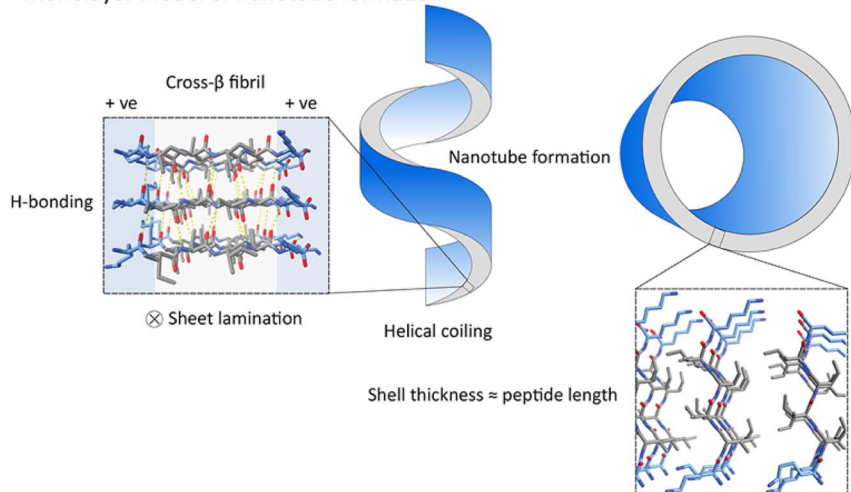 Cross-β fibril
+ ve + ve
H-bonding
Nanotube formation
⊗ Sheet lamination
Helical coiling
Shell thickness ≈ peptide length